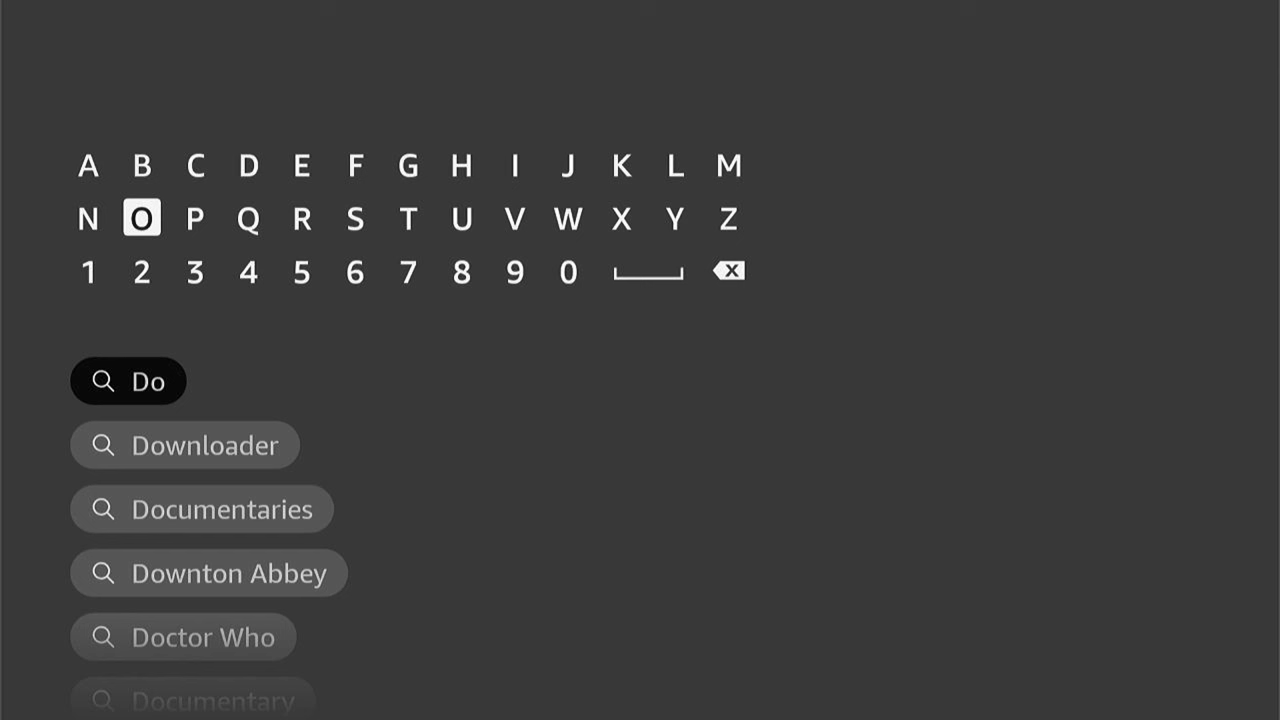 A B C D E F G H I J K L M
N O P Q R S T U V W X Y Z
1 2 3 4 5 6 7 8 9 0
Do
Downloader
Documentaries
Downton Abbey
Doctor Who
Documentary